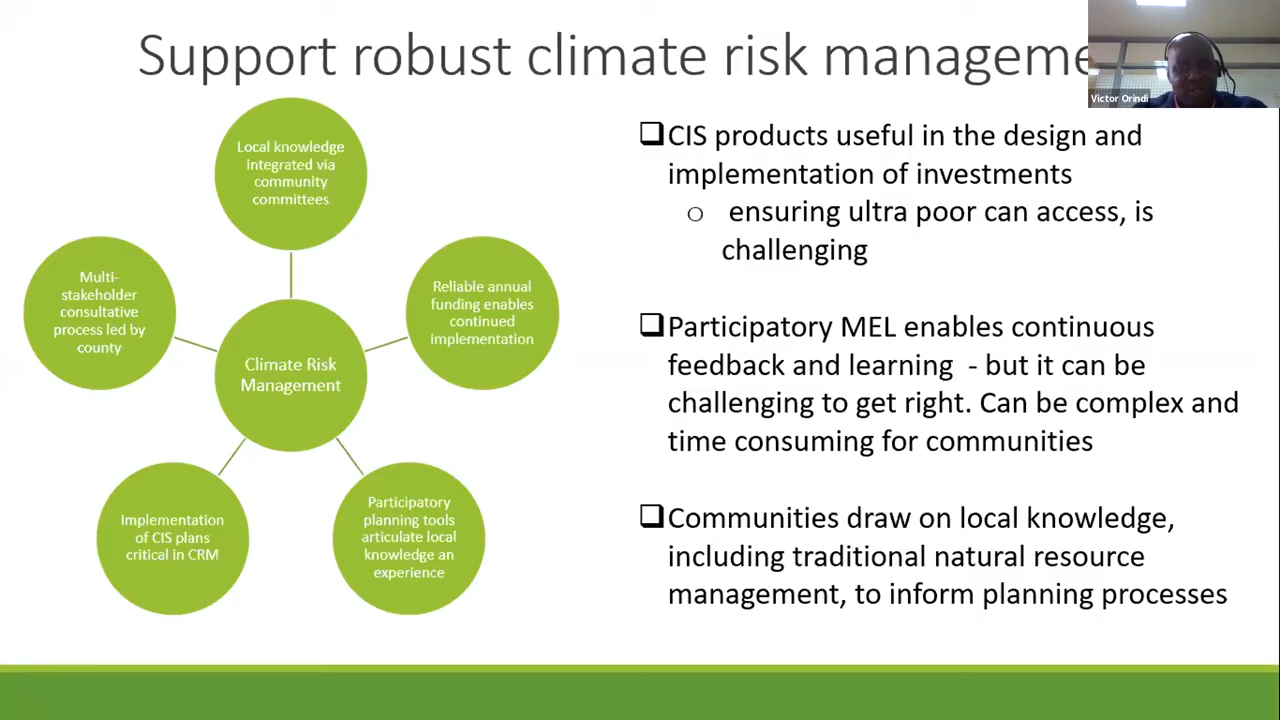 Support robust climate risk manageme
Victor Orindi
Local knowledge
integrated via
community
committees
Multi-
stakeholder
consultative
process led by
county
Reliable annual
funding enables
continued
implementation
Climate Risk
Management
Implementation
of CIS plans
critical in CRM
Participatory
planning tools
articulate local
knowledge an
experience
CIS products useful in the design and
implementation of investments
o ensuring ultra poor can access, is
challenging
Participatory MEL enables continuous
feedback and learning - but it can be
challenging to get right. Can be complex and
time consuming for communities
Communities draw on local knowledge,
including traditional natural resource
management, to inform planning processes